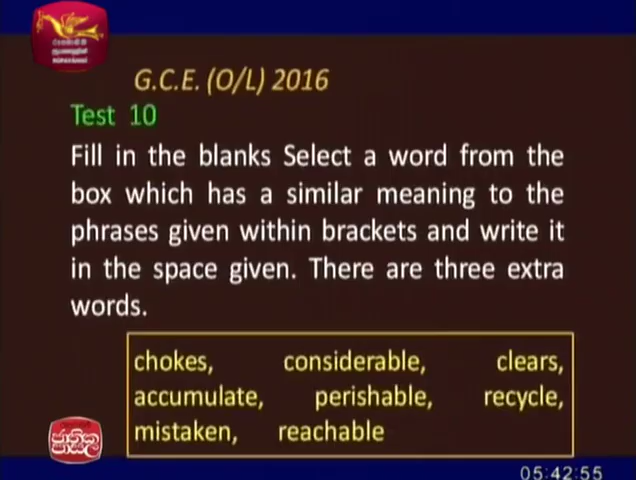 G.C.E. (O/L) 2016
Test 10
Fill in the blanks Select a word from the
box which has a similar meaning to the
phrases given within brackets and write it
in the space given. There are three extra
words.
chokes, considerable, clears,
accumulate, perishable, recycle,
mistaken, reachable
ජාතික
පාසල
05:42:55